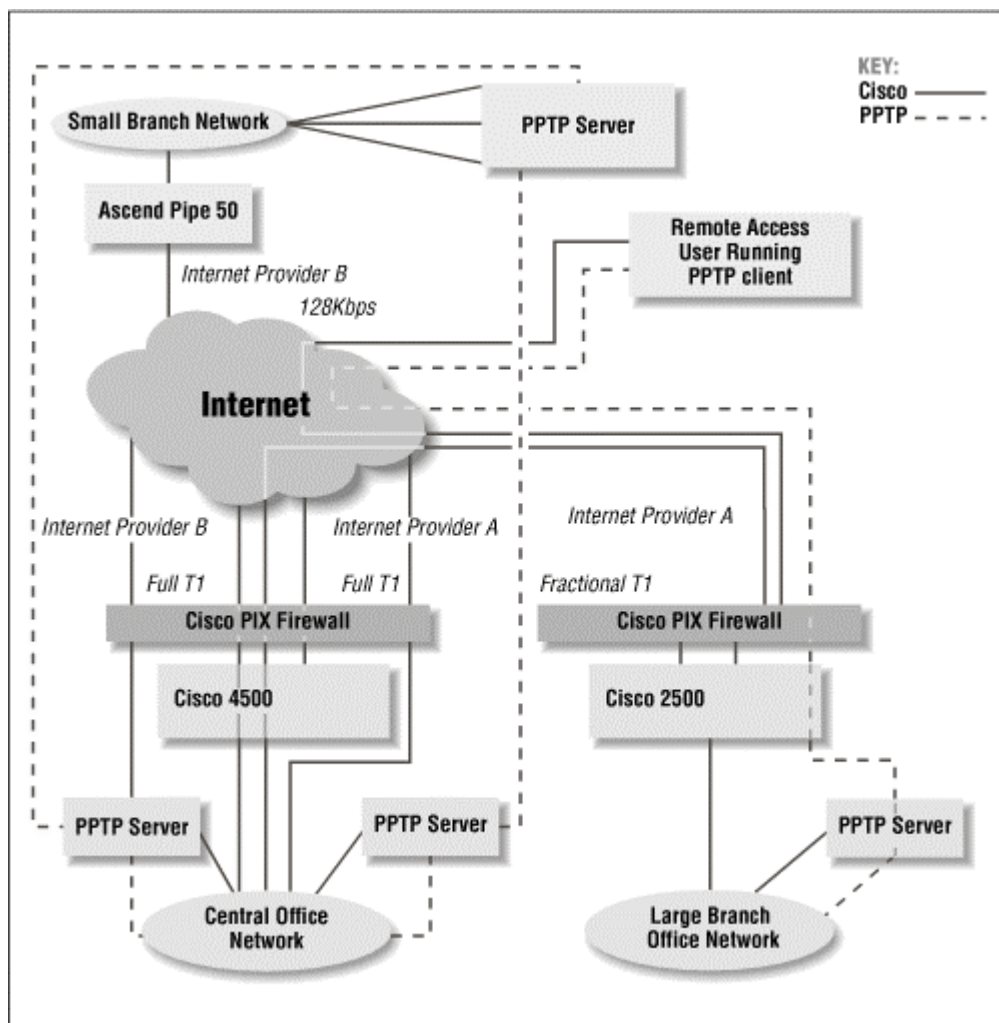 KEY:
Cisco
PPTP
Small Branch Network
PPTP Server
Ascend Pipe 50
Remote Access
User Running
PPTP client
Internet Provider B
128Kbps
Internet
Internet Provider B
Internet Provider A
Internet Provider A
Full T1
Full T1
Fractional T1
Cisco PIX Firewall
Cisco PIX Firewall
Cisco 4500
Cisco 2500
PPTP Server
PPTP Server
PPTP Server
Central Office
Network
Large Branch
Office Network